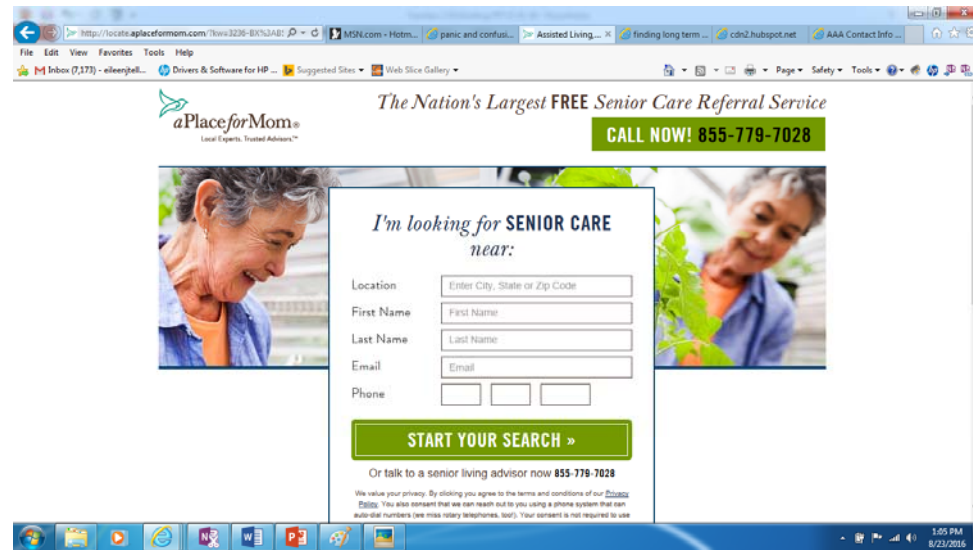 http://locate.aplaceformom.com/?kw=3236-BX%3AB!
MSN.com - Hotm...
panic and confusi...
Assisted Living,...
finding long term ...
cdn2.hubspot.net
AAA Contact Info ...
File Edit View Favorites Tools Help
Inbox (7,173) - eileenjtell...
Drivers & Software for HP ...
Suggested Sites
Web Slice Gallery
Page
Safety
Tools
aPlaceforMom®
Local Experts. Trusted Advisors.™
The Nation's Largest FREE Senior Care Referral Service
CALL NOW! 855-779-7028
I'm looking for SENIOR CARE
near:
Location
Enter City, State or Zip Code
First Name
First Name
Last Name
Last Name
Email
Email
Phone
START YOUR SEARCH »
Or talk to a senior living advisor now 855-779-7028
We value your privacy. By clicking you agree to the terms and conditions of our Privacy
Policy. You also consent that we can reach out to you using a phone system that can
auto-dial numbers (we miss rotary telephones, too!). Your consent is not required to use
1:05 PM
8/23/2016